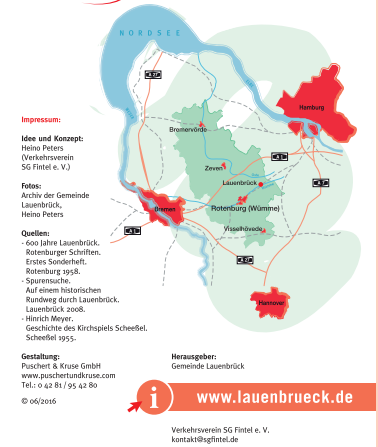 NORDSEE
Hamburg
Bremervörde
Zeven
Lauenbrück
Rotenburg (Wümme)
Bremen
Visselhövede
Hannover
Impressum:
Idee und Konzept:
Heino Peters
(Verkehrsverein
SG Fintel e. V.)
Fotos:
Archiv der Gemeinde
Lauenbrück,
Heino Peters
Quellen:
- 600 Jahre Lauenbrück.
Rotenburger Schriften.
Erstes Sonderheft.
Rotenburg 1958.
- Spurensuche.
Auf einem historischen
Rundweg durch Lauenbrück.
Lauenbrück 2008.
- Hinrich Meyer.
Geschichte des Kirchspiels Scheeßel.
Scheeßel 1955.
Gestaltung:
Puschert & Kruse GmbH
www.puschertundkruse.com
Tel.: 0 42 81 / 95 42 80
© 06/2016
Herausgeber:
Gemeinde Lauenbrück
i
www.lauenbrueck.de
Verkehrsverein SG Fintel e. V.
kontakt@sgfintel.de